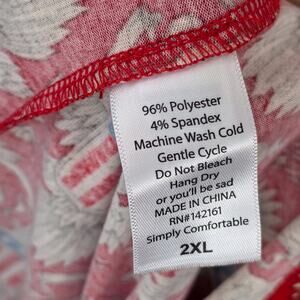 96% Polyester
4% Spandex
Machine Wash Cold
Gentle Cycle
Do Not Bleach
Hang Dry
or you'll be sad
MADE IN CHINA
RN#142161
Simply Comfortable
2XL